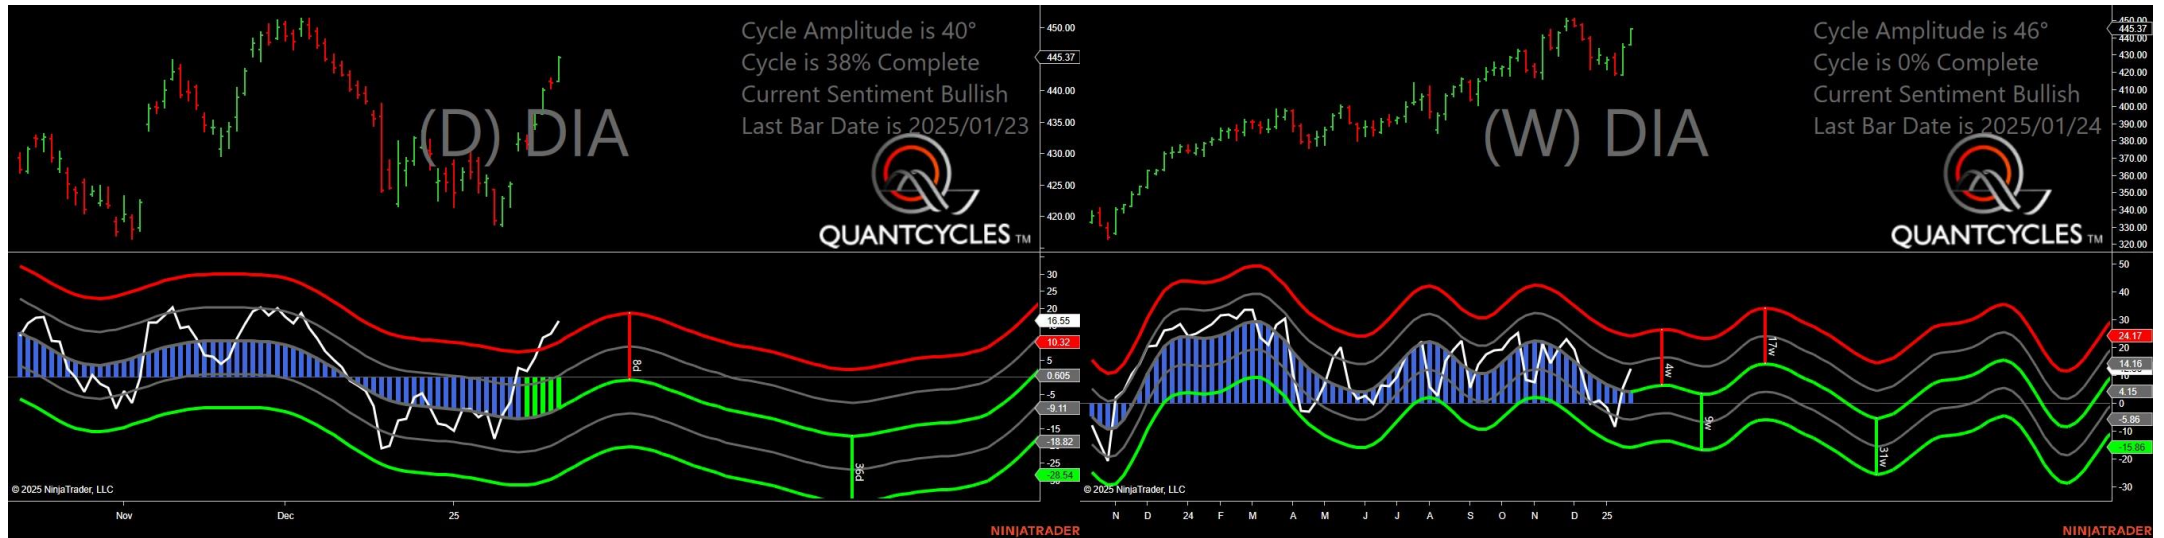 Cycle Amplitude is 40°
Cycle is 38% Complete
Current Sentiment Bullish
Last Bar Date is 2025/01/23
(D) DIA
QUANTCYCLES TM
450.00
445.37
440.00
435.00
430.00
425.00
420.00
30
25
20
16.55
10.32
5
0.605
-5
-9.11
-15
-18.82
-25
-28.54
8d
36d
© 2025 NinjaTrader, LLC
Nov
Dec
25
NINJATRADER
Cycle Amplitude is 46°
Cycle is 0% Complete
Current Sentiment Bullish
Last Bar Date is 2025/01/24
(W) DIA
QUANTCYCLES TM
450.00
445.37
440.00
430.00
420.00
410.00
400.00
390.00
380.00
370.00
360.00
350.00
340.00
330.00
320.00
50
40
30
24.17
20
14.16
10
4.15
0
-5.86
-10
-15.86
-20
-30
4w
9w
17w
31w
© 2025 NinjaTrader, LLC
N D 24 F M A M J J A S O N D 25
NINJATRADER